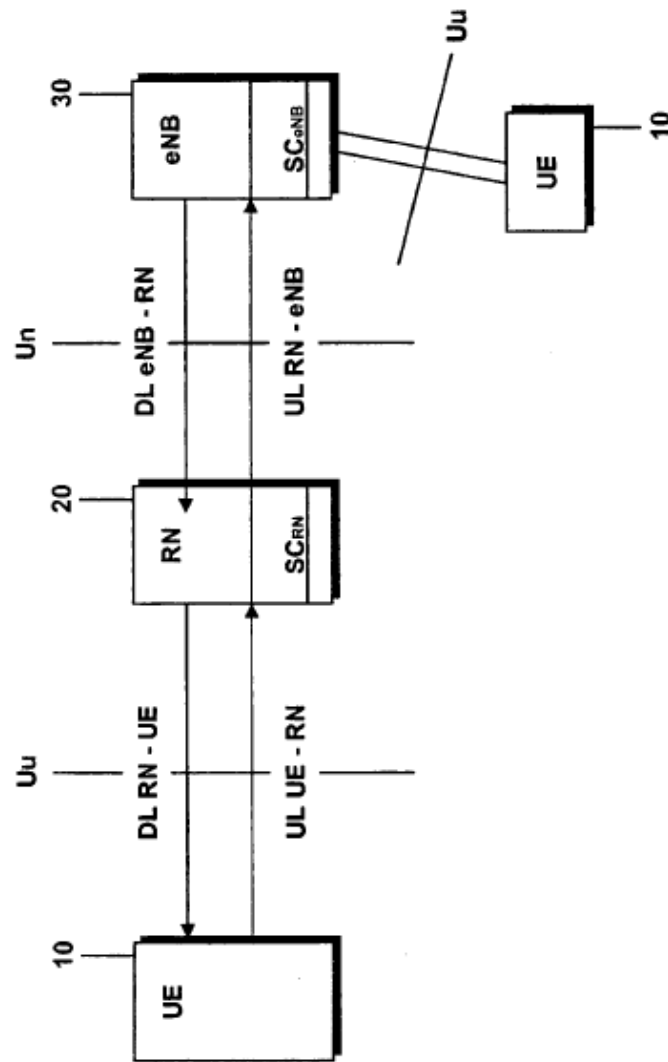 Uu
Un
10
20
30
UE
DL RN - UE
RN
DL eNB - RN
eNB
UL UE - RN
SCRN
UL RN - eNB
SCeNB
Uu
UE
10